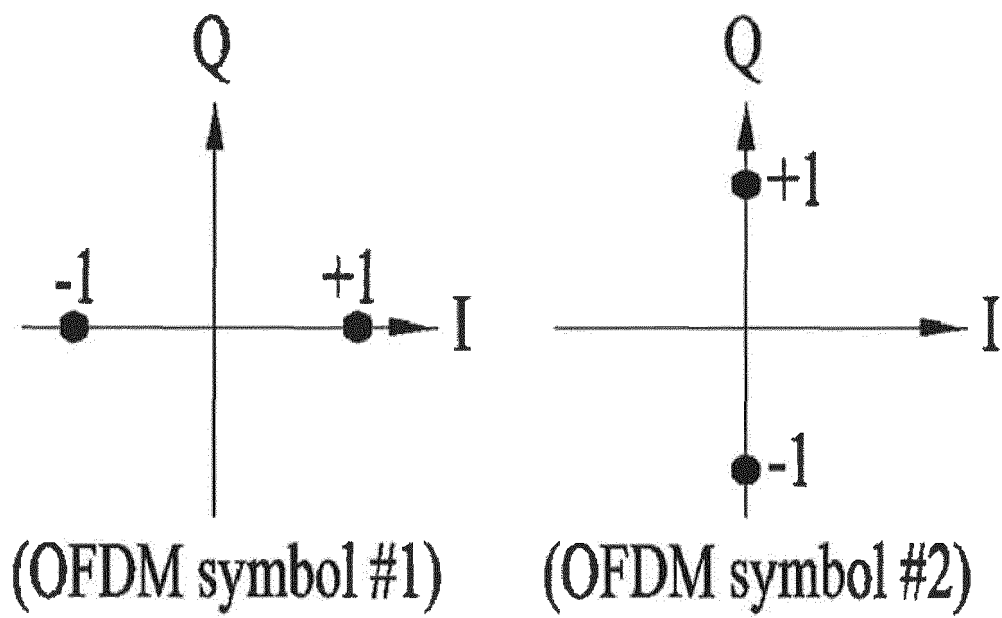 Q
-1
+1
I
(OFDM symbol #1)
Q
+1
I
-1
(OFDM symbol #2)